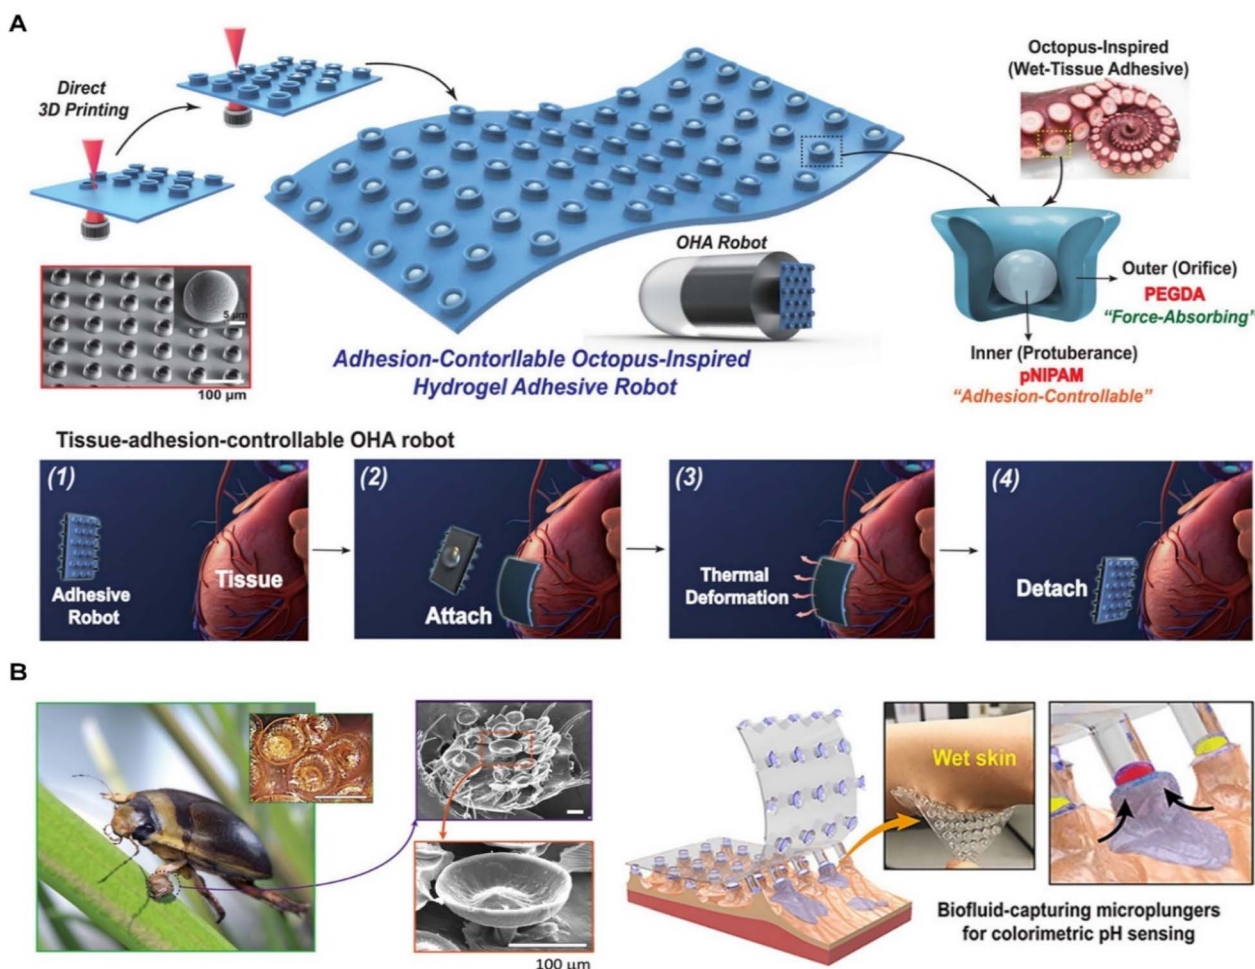 A
Direct
3D Printing
5 µm
100 µm
OHA Robot
Adhesion-Contorllable Octopus-Inspired
Hydrogel Adhesive Robot
Octopus-Inspired
(Wet-Tissue Adhesive)
Outer (Orifice)
PEGDA
“Force-Absorbing”
Inner (Protuberance)
pNIPAM
“Adhesion-Controllable”
Tissue-adhesion-controllable OHA robot
(1)
Adhesive
Robot
Tissue
(2)
Attach
(3)
Thermal
Deformation
(4)
Detach
B
100 µm
Wet skin
Biofluid-capturing microplungers
for colorimetric pH sensing